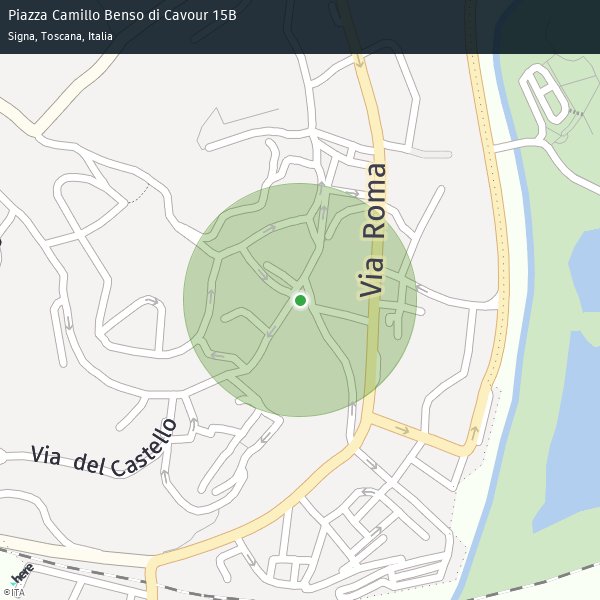 Piazza Camillo Benso di Cavour 15B
Signa, Toscana, Italia
Via Roma
Via del Castello
here
©ITA